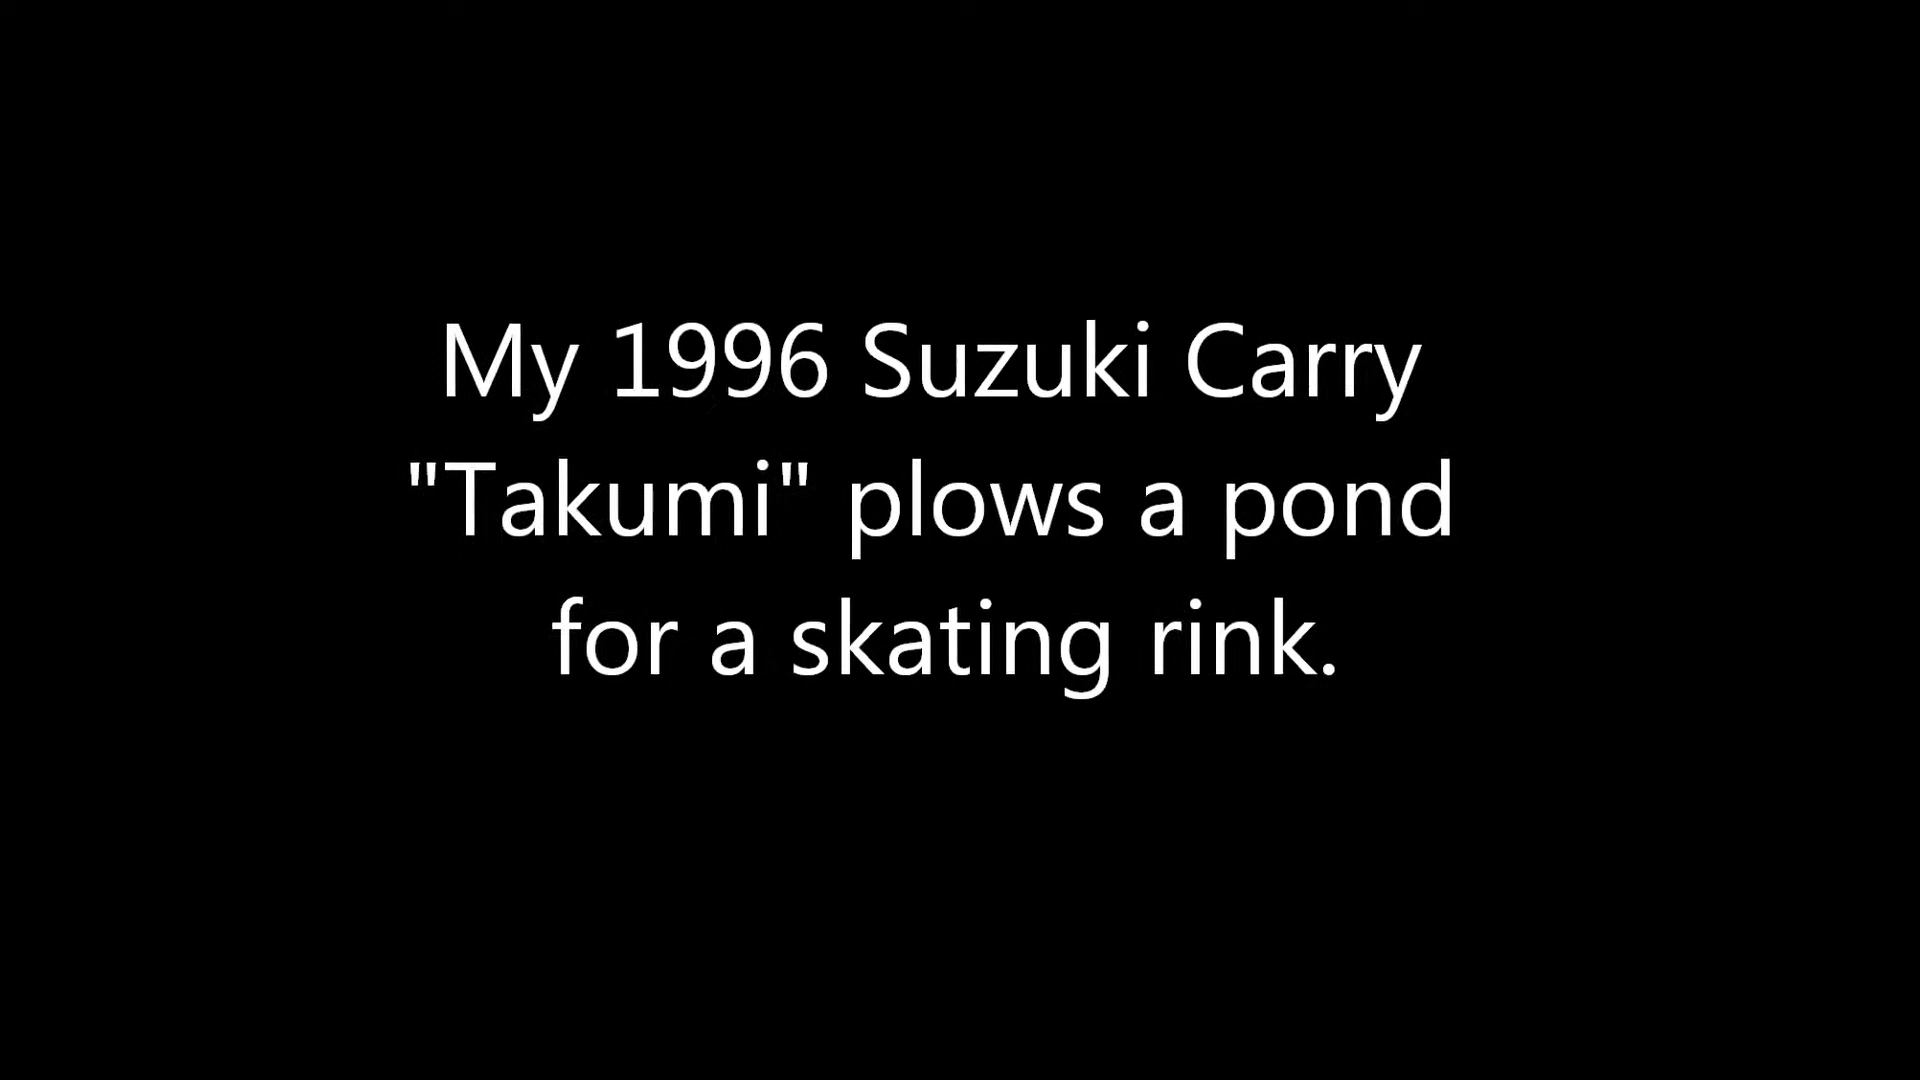 My 1996 Suzuki Carry
"Takumi" plows a pond
for a skating rink.